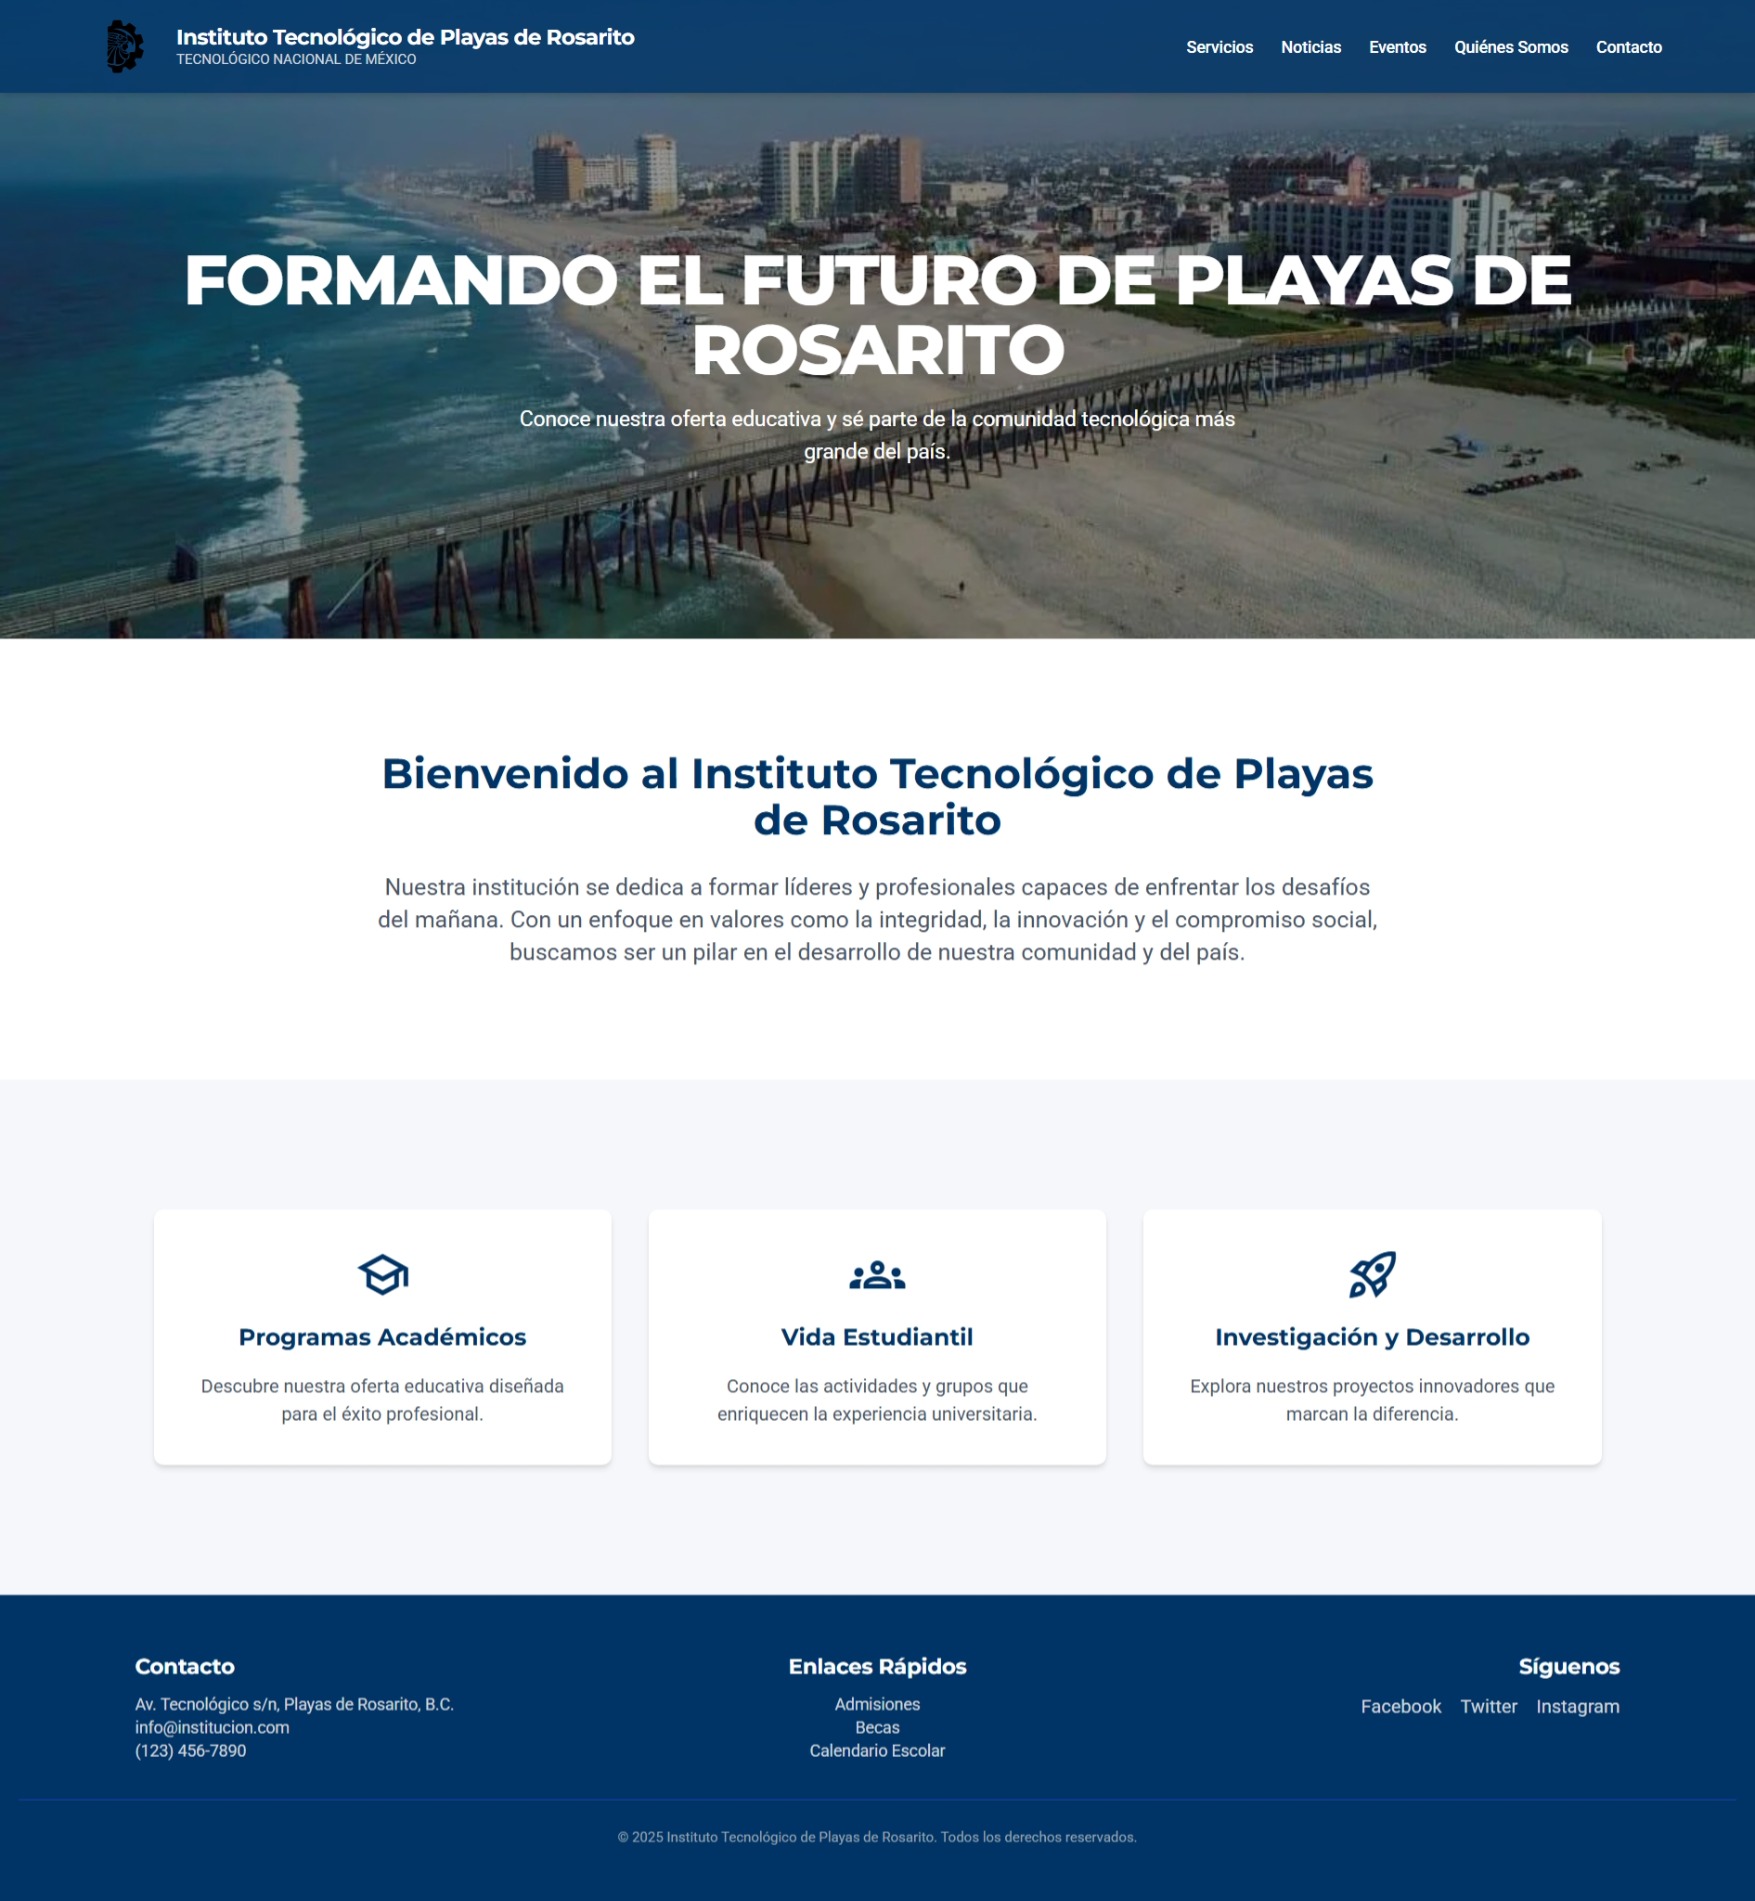 Instituto Tecnológico de Playas de Rosarito
TECNOLÓGICO NACIONAL DE MÉXICO
Servicios Noticias Eventos Quiénes Somos Contacto
FORMANDO EL FUTURO DE PLAYAS DE
ROSARITO
Conoce nuestra oferta educativa y sé parte de la comunidad tecnológica más
grande del país.
Bienvenido al Instituto Tecnológico de Playas
de Rosarito
Nuestra institución se dedica a formar líderes y profesionales capaces de enfrentar los desafíos
del mañana. Con un enfoque en valores como la integridad, la innovación y el compromiso social,
buscamos ser un pilar en el desarrollo de nuestra comunidad y del país.
Programas Académicos
Descubre nuestra oferta educativa diseñada
para el éxito profesional.
Vida Estudiantil
Conoce las actividades y grupos que
enriquecen la experiencia universitaria.
Investigación y Desarrollo
Explora nuestros proyectos innovadores que
marcan la diferencia.
Contacto
Av. Tecnológico s/n, Playas de Rosarito, B.C.
info@institucion.com
(123) 456-7890
Enlaces Rápidos
Admisiones
Becas
Calendario Escolar
Síguenos
Facebook Twitter Instagram
© 2025 Instituto Tecnológico de Playas de Rosarito. Todos los derechos reservados.